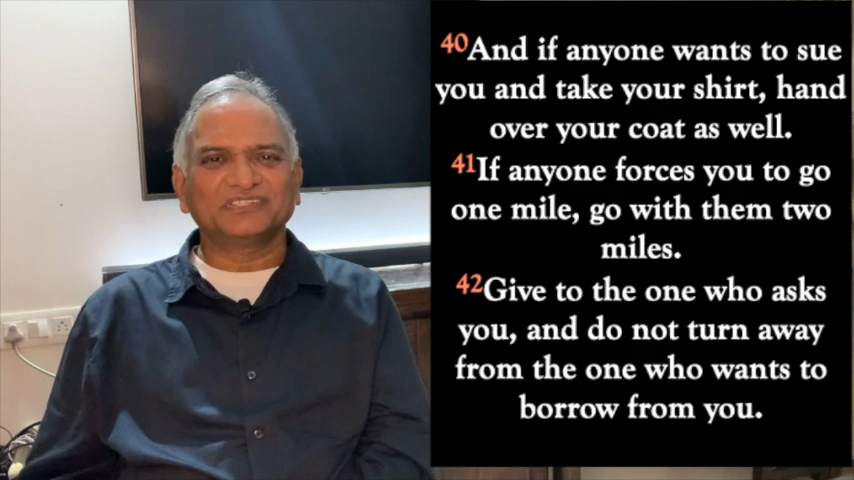 40And if anyone wants to sue
you and take your shirt, hand
over your coat as well.
41If anyone forces you to go
one mile, go with them two
miles.
42Give to the one who asks
you, and do not turn away
from the one who wants to
borrow from you.